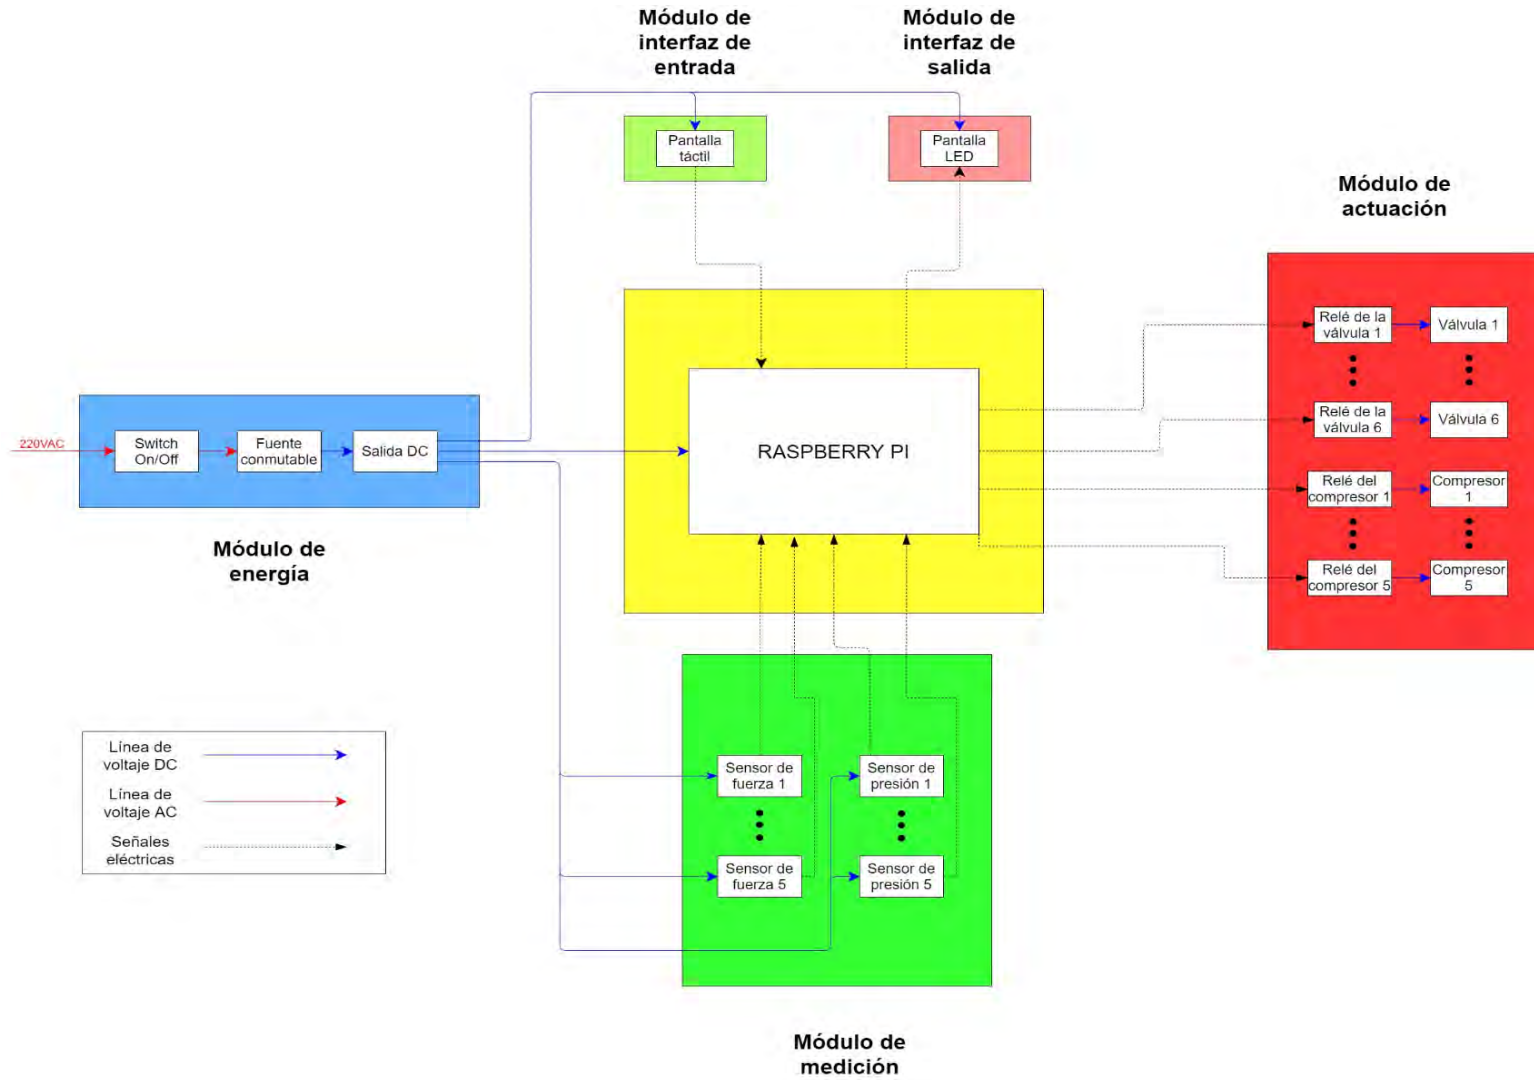 Módulo de
interfaz de
entrada
Módulo de
interfaz de
salida
Pantalla
táctil
Pantalla
LED
Módulo de
actuación
Relé de la
válvula 1
Válvula 1
Relé de la
válvula 6
Válvula 6
Relé del
compresor 1
Compresor
1
Relé del
compresor 5
Compresor
5
220VAC
Switch
On/Off
Fuente
conmutable
Salida DC
RASPBERRY PI
Módulo de
energía
Línea de
voltaje DC
Línea de
voltaje AC
Señales
eléctricas
Sensor de
fuerza 1
Sensor de
presión 1
Sensor de
fuerza 5
Sensor de
presión 5
Módulo de
medición